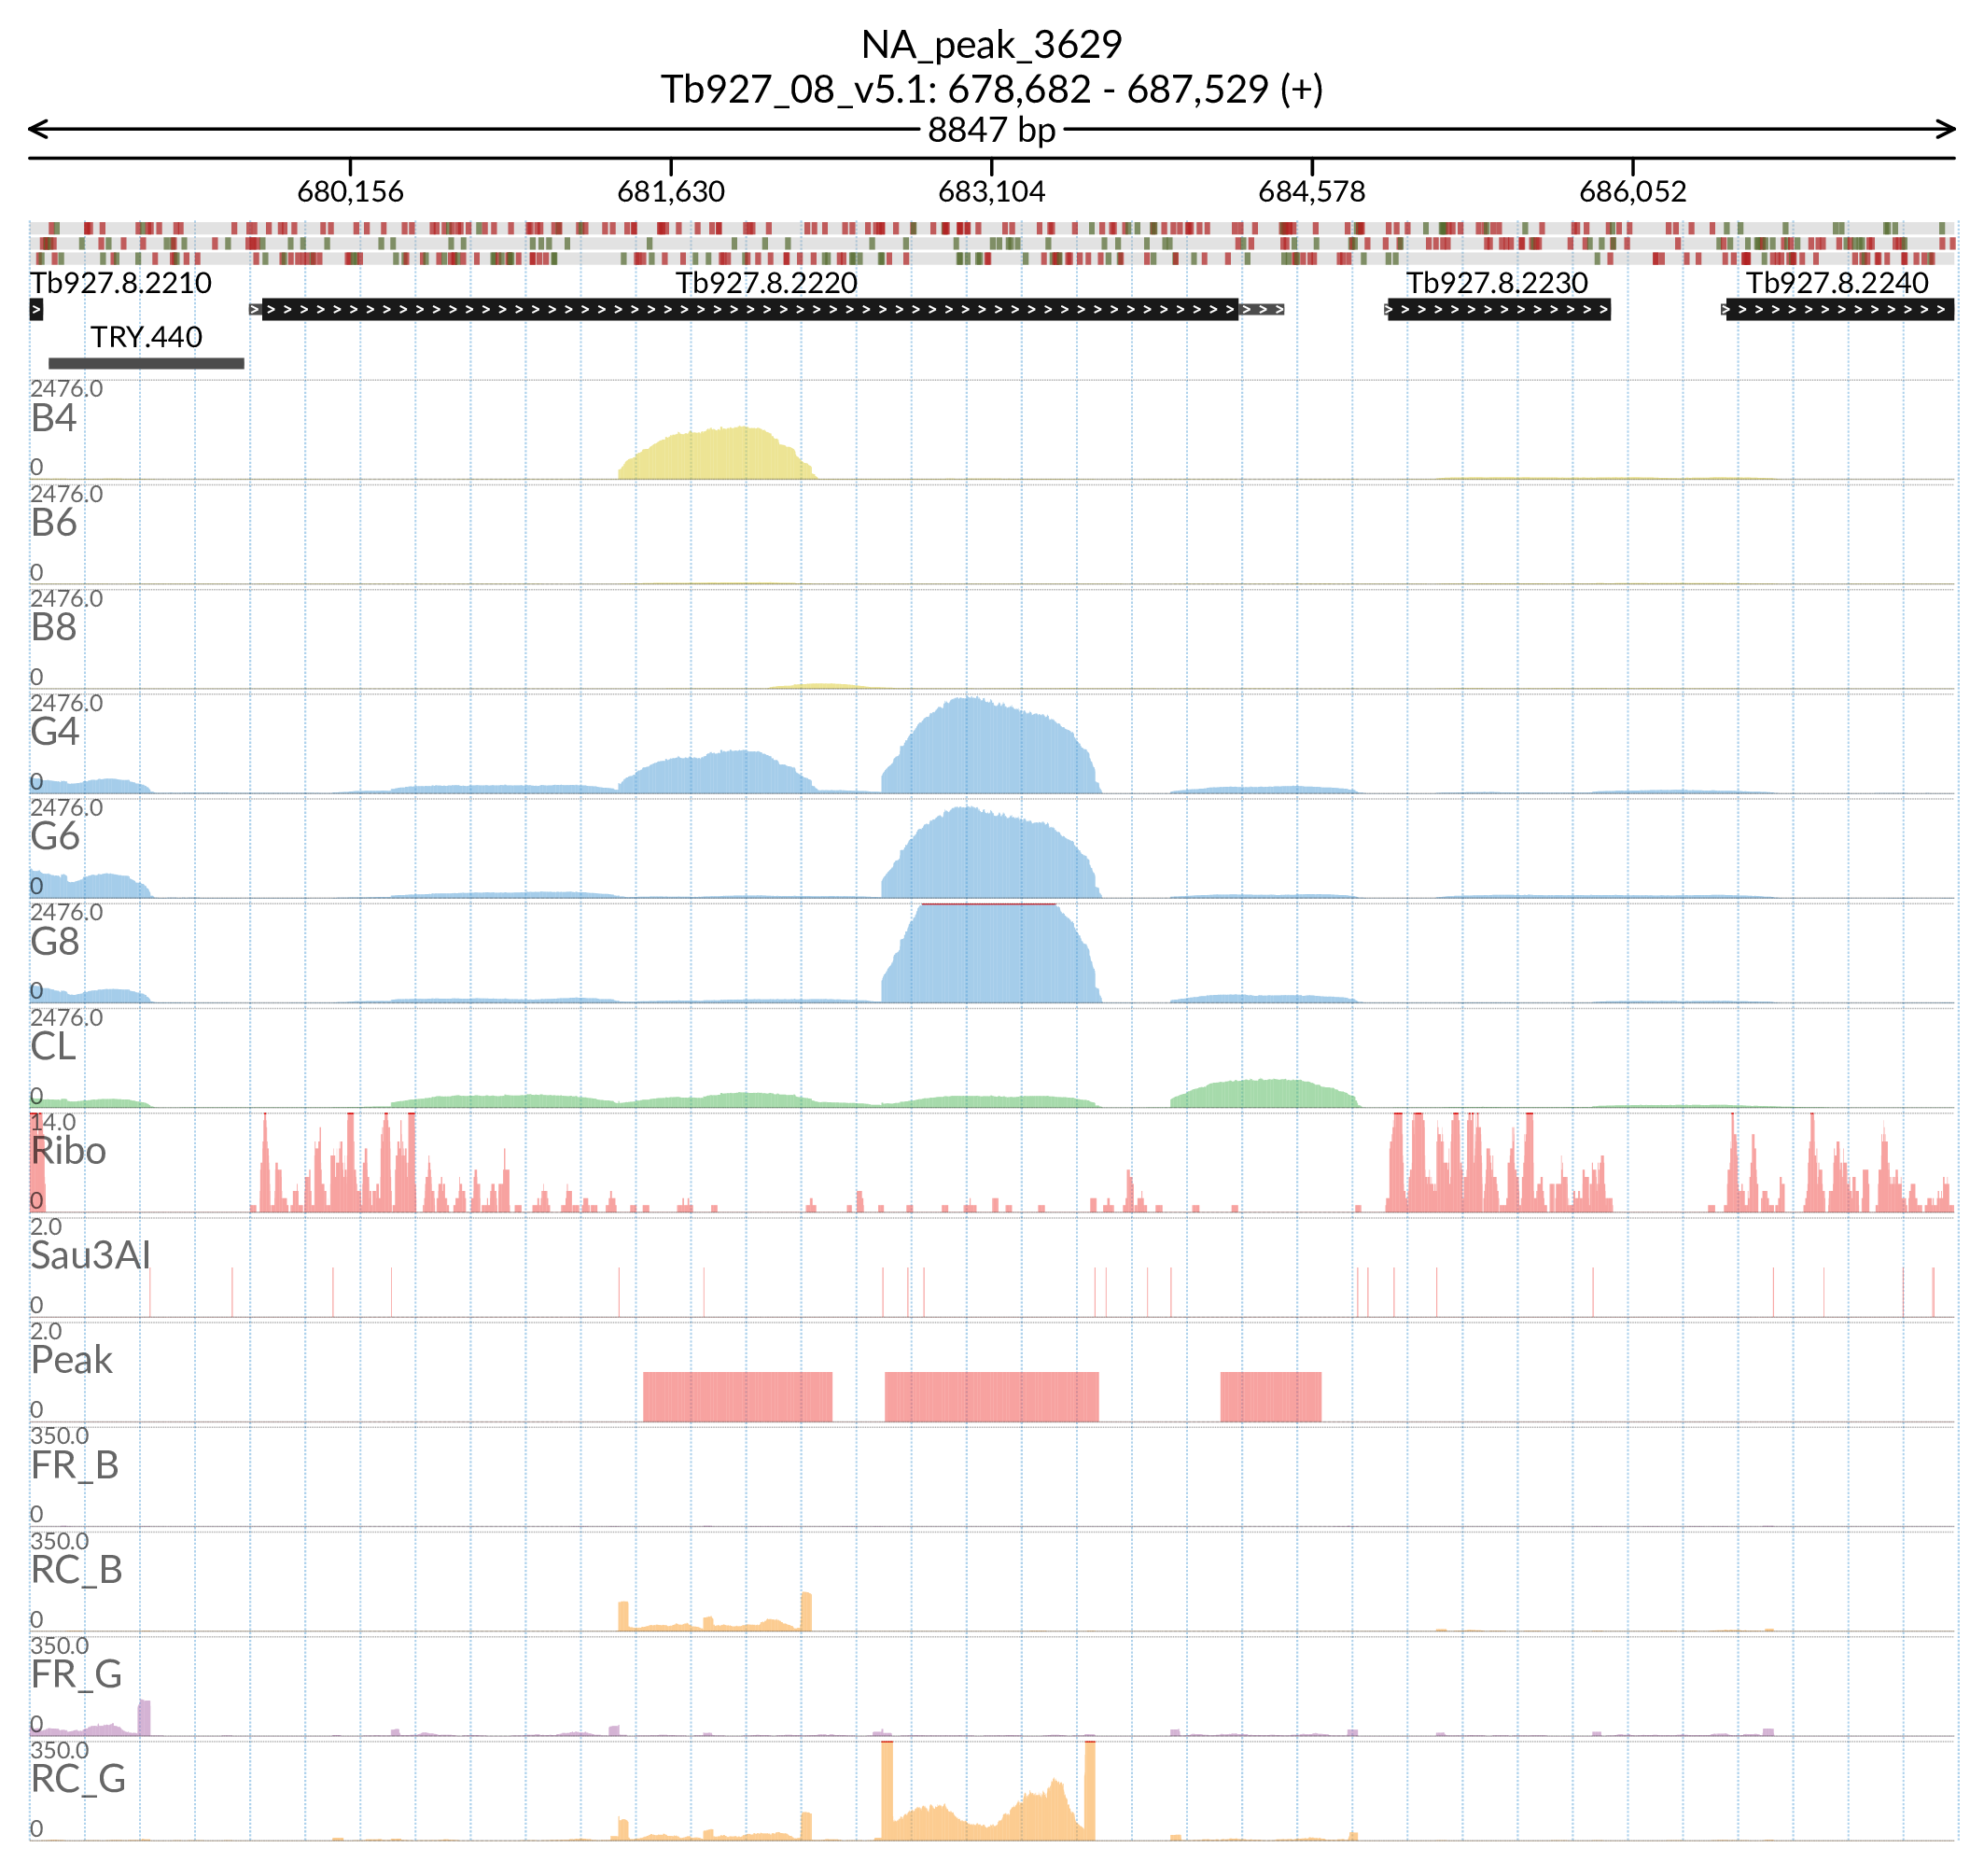 NA_peak_3629
Tb927_08_v5.1: 678,682 - 687,529 (+)
8847 bp
680,156 681,630 683,104 684,578 686,052
Tb927.8.2210 Tb927.8.2220 Tb927.8.2230 Tb927.8.2240
TRY.440
2476.0
B4
0
2476.0
B6
0
2476.0
B8
0
2476.0
G4
0
2476.0
G6
0
2476.0
G8
0
2476.0
CL
0
14.0
Ribo
0
2.0
Sau3AI
0
2.0
Peak
0
350.0
FR_B
0
350.0
RC_B
0
350.0
FR_G
0
350.0
RC_G
0